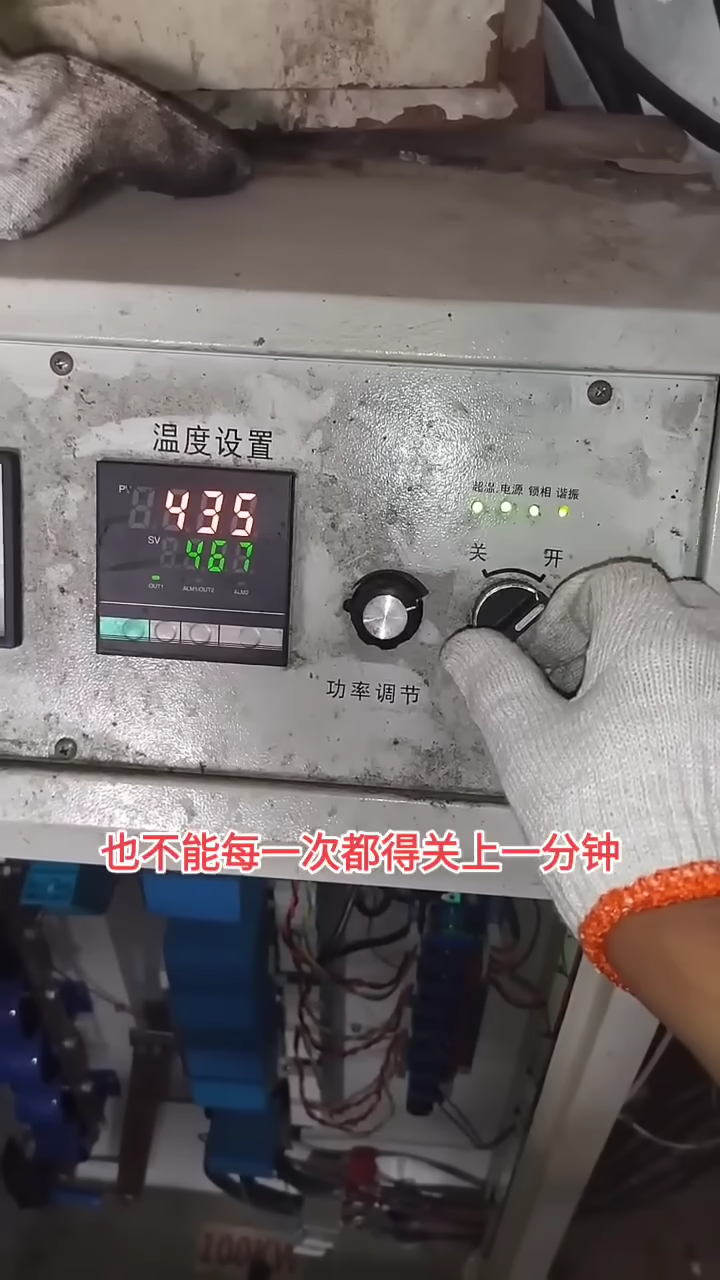 温度设置
PV
435
SV
467
OUT1 ALM1/OUT2 ALM2
超温 电源 锁相 谐振
关 开
功率调节
也不能每一次都得关上一分钟
100KW